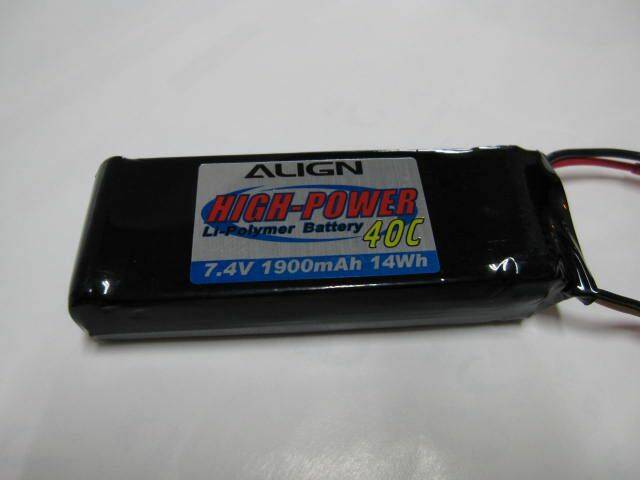 ALIGN
HIGH-POWER
Li-Polymer Battery 40C
7.4V 1900mAh 14Wh